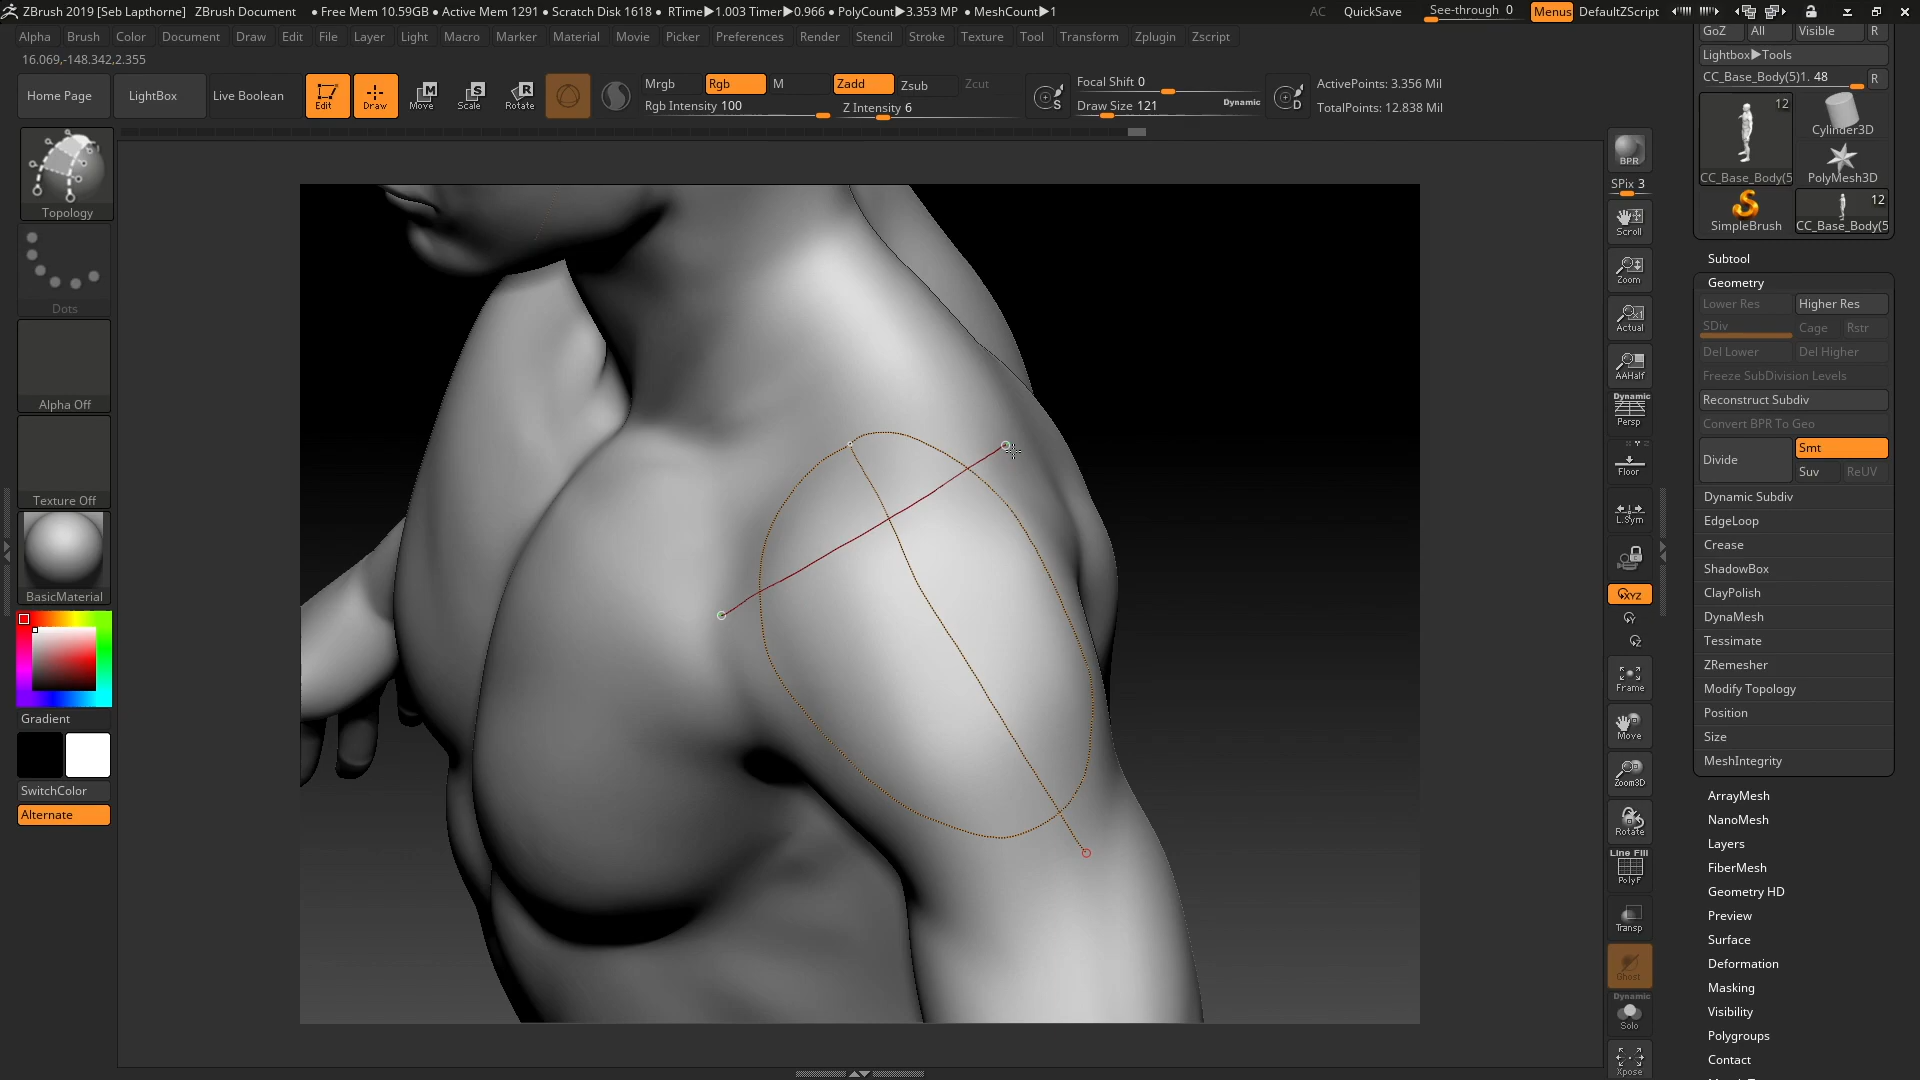 ZBrush 2019 [Seb Lapthorne] ZBrush Document • Free Mem 10.59GB • Active Mem 1291 • Scratch Disk 1618 • RTime▶1.003 Timer▶0.966 • PolyCount▶3.353 MP • MeshCount▶1 AC QuickSave See-through 0 Menus DefaultZScript
Alpha Brush Color Document Draw Edit File Layer Light Macro Marker Material Movie Picker Preferences Render Stencil Stroke Texture Tool Transform Zplugin Zscript
16.069,-148.342,2.355
Home Page LightBox Live Boolean Edit Draw Move Scale Rotate
Mrgb Rgb M Zadd Zsub Zcut
Rgb Intensity 100 Z Intensity 6
S Focal Shift 0
Draw Size 121 Dynamic D
ActivePoints: 3.356 Mil
TotalPoints: 12.838 Mil
Topology
Dots
Alpha Off
Texture Off
BasicMaterial
Gradient
SwitchColor
Alternate
BPR
SPix 3
Scroll
Zoom
Actual
AAHalf
Dynamic
Persp
Floor
L.Sym
XYZ
Y
Z
Frame
Move
Zoom3D
Rotate
Line Fill
PolyF
Transp
Ghost
Dynamic
Solo
Xpose
GoZ All Visible R
Lightbox▶Tools
CC_Base_Body(5)1. 48 R
12
CC_Base_Body(5
Cylinder3D
PolyMesh3D
SimpleBrush
12
CC_Base_Body(5
Subtool
Geometry
Lower Res Higher Res
SDiv Cage Rstr
Del Lower Del Higher
Freeze SubDivision Levels
Reconstruct Subdiv
Convert BPR To Geo
Divide Smt
Suv ReUV
Dynamic Subdiv
EdgeLoop
Crease
ShadowBox
ClayPolish
DynaMesh
Tessimate
ZRemesher
Modify Topology
Position
Size
MeshIntegrity
ArrayMesh
NanoMesh
Layers
FiberMesh
Geometry HD
Preview
Surface
Deformation
Masking
Visibility
Polygroups
Contact